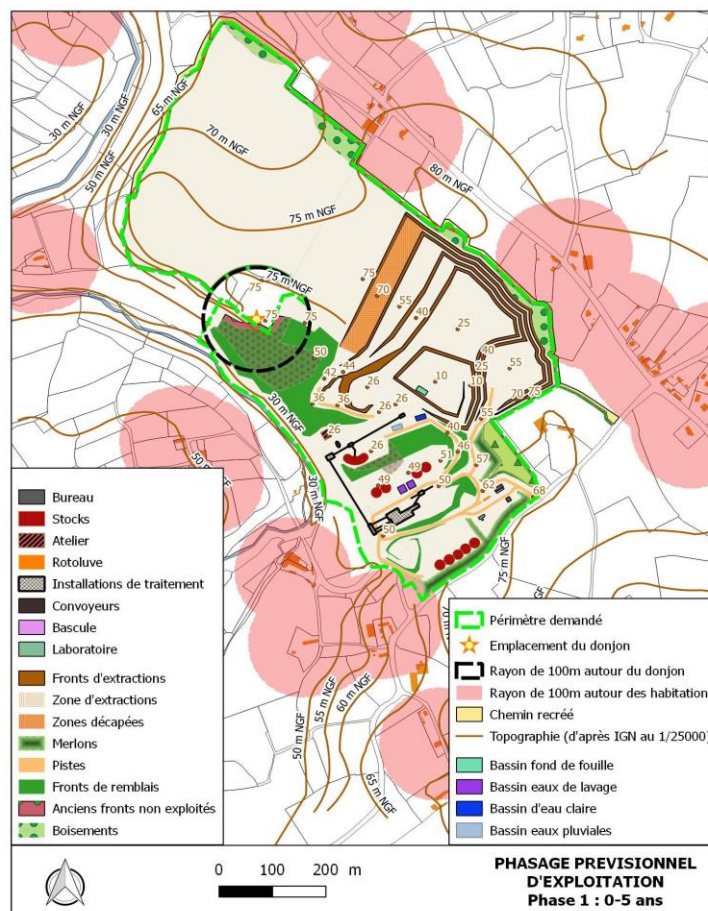 30 m NGF
30 m NGF
50 m NGF
65 m NGF
70 m NGF
75 m NGF
80 m NGF
75 m NGF
75
75
75
75
70
55
40
25
50
42
44
36
36
26
26
26
10
40
25
10
55
70
75
55
30 m NGF
26
26
40
46
51
57
49
49
50
62
68
50
50 m NGF
30 m NGF
75 m NGF
70 m
50 m NGF
55 m NGF
60 m NGF
65 m NGF
Bureau
Stocks
Atelier
Rotoluve
Installations de traitement
Convoyeurs
Bascule
Laboratoire
Fronts d'extractions
Zone d'extractions
Zones décapées
Merlons
Pistes
Fronts de remblais
Anciens fronts non exploités
Boisements
Périmètre demandé
Emplacement du donjon
Rayon de 100m autour du donjon
Rayon de 100m autour des habitation
Chemin recréé
Topographie (d'après IGN au 1/25000)
Bassin fond de fouille
Bassin eaux de lavage
Bassin d'eau claire
Bassin eaux pluviales
0 100 200 m
PHASAGE PREVISIONNEL
D'EXPLOITATION
Phase 1 : 0-5 ans